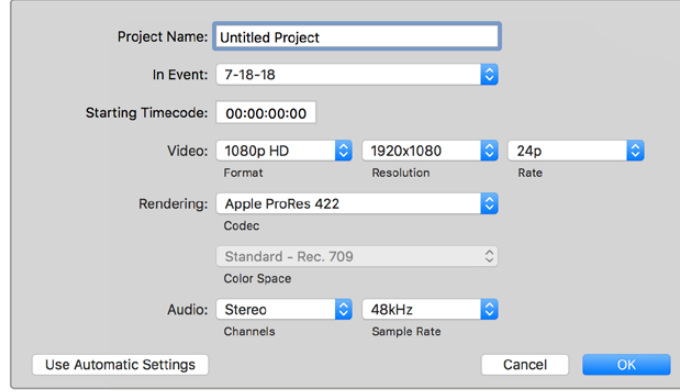 Project Name: Untitled Project
In Event: 7-18-18
Starting Timecode: 00:00:00:00
Video: 1080p HD 1920x1080 24p
Format Resolution Rate
Rendering: Apple ProRes 422
Codec
Standard - Rec. 709
Color Space
Audio: Stereo 48kHz
Channels Sample Rate
Use Automatic Settings Cancel OK